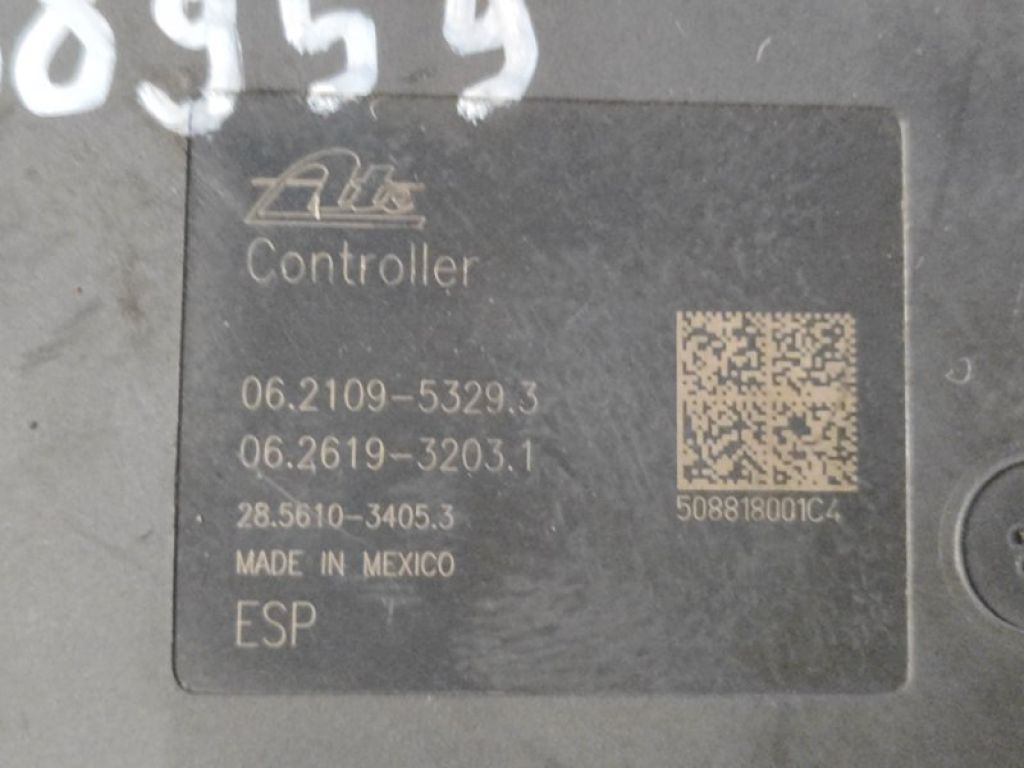 8959
Ate
Controller
06.2109-5329.3
06.2619-3203.1
28.5610-3405.3
508818001C4
MADE IN MEXICO
ESP